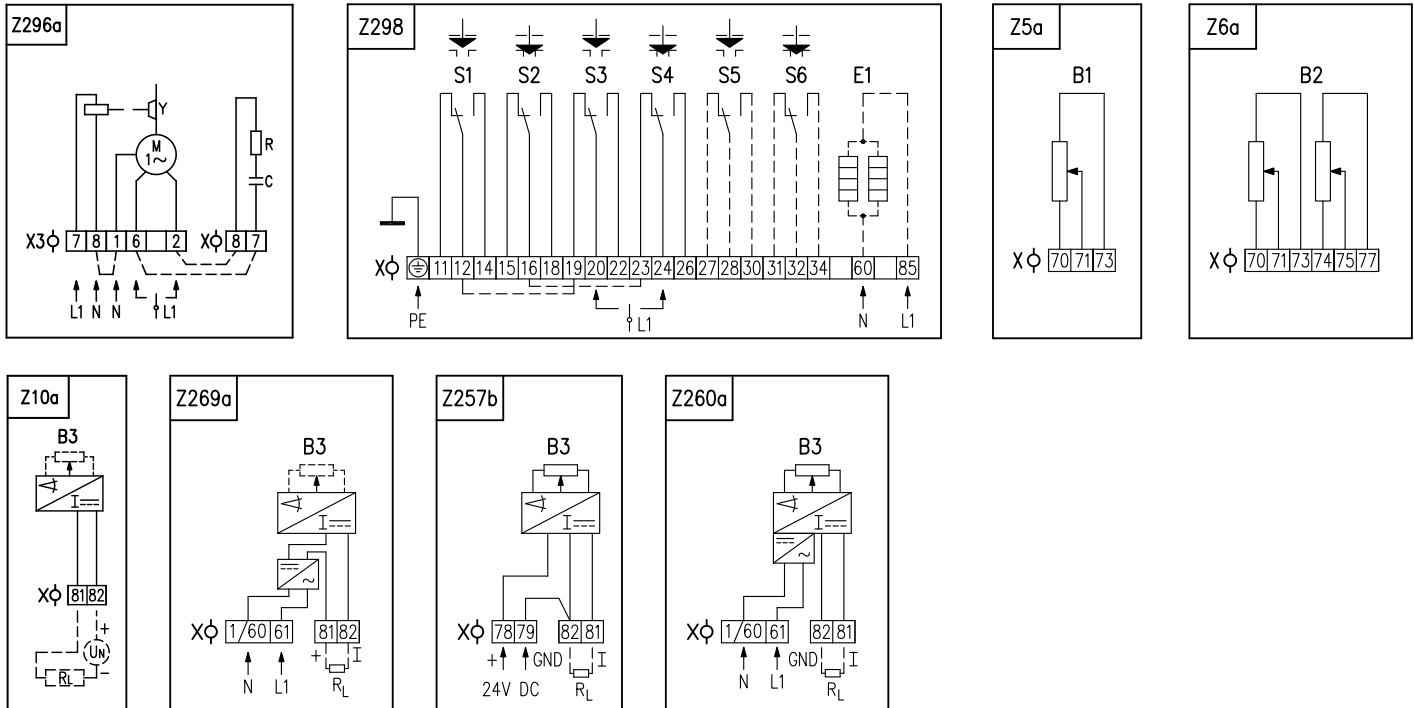 Z296a
Y
M
1~
R
C
X3 7 8 1 6 2 X 8 7
L1 N N L1
Z298
S1 S2 S3 S4 S5 S6 E1
X 11 12 14 15 16 18 19 20 22 23 24 26 27 28 30 31 32 34 60 85
PE L1 N L1
Z5a
B1
X 70 71 73
Z6a
B2
X 70 71 73 74 75 77
Z10a
B3
I
X 81 82
+
UN
RL
−
Z269a
B3
I
~
X 1/60 61 81 82
+ I
N L1 RL
Z257b
B3
I
X 78 79 82 81
+ GND I
24V DC RL
Z260a
B3
I
~
X 1/60 61 82 81
GND I
N L1 RL